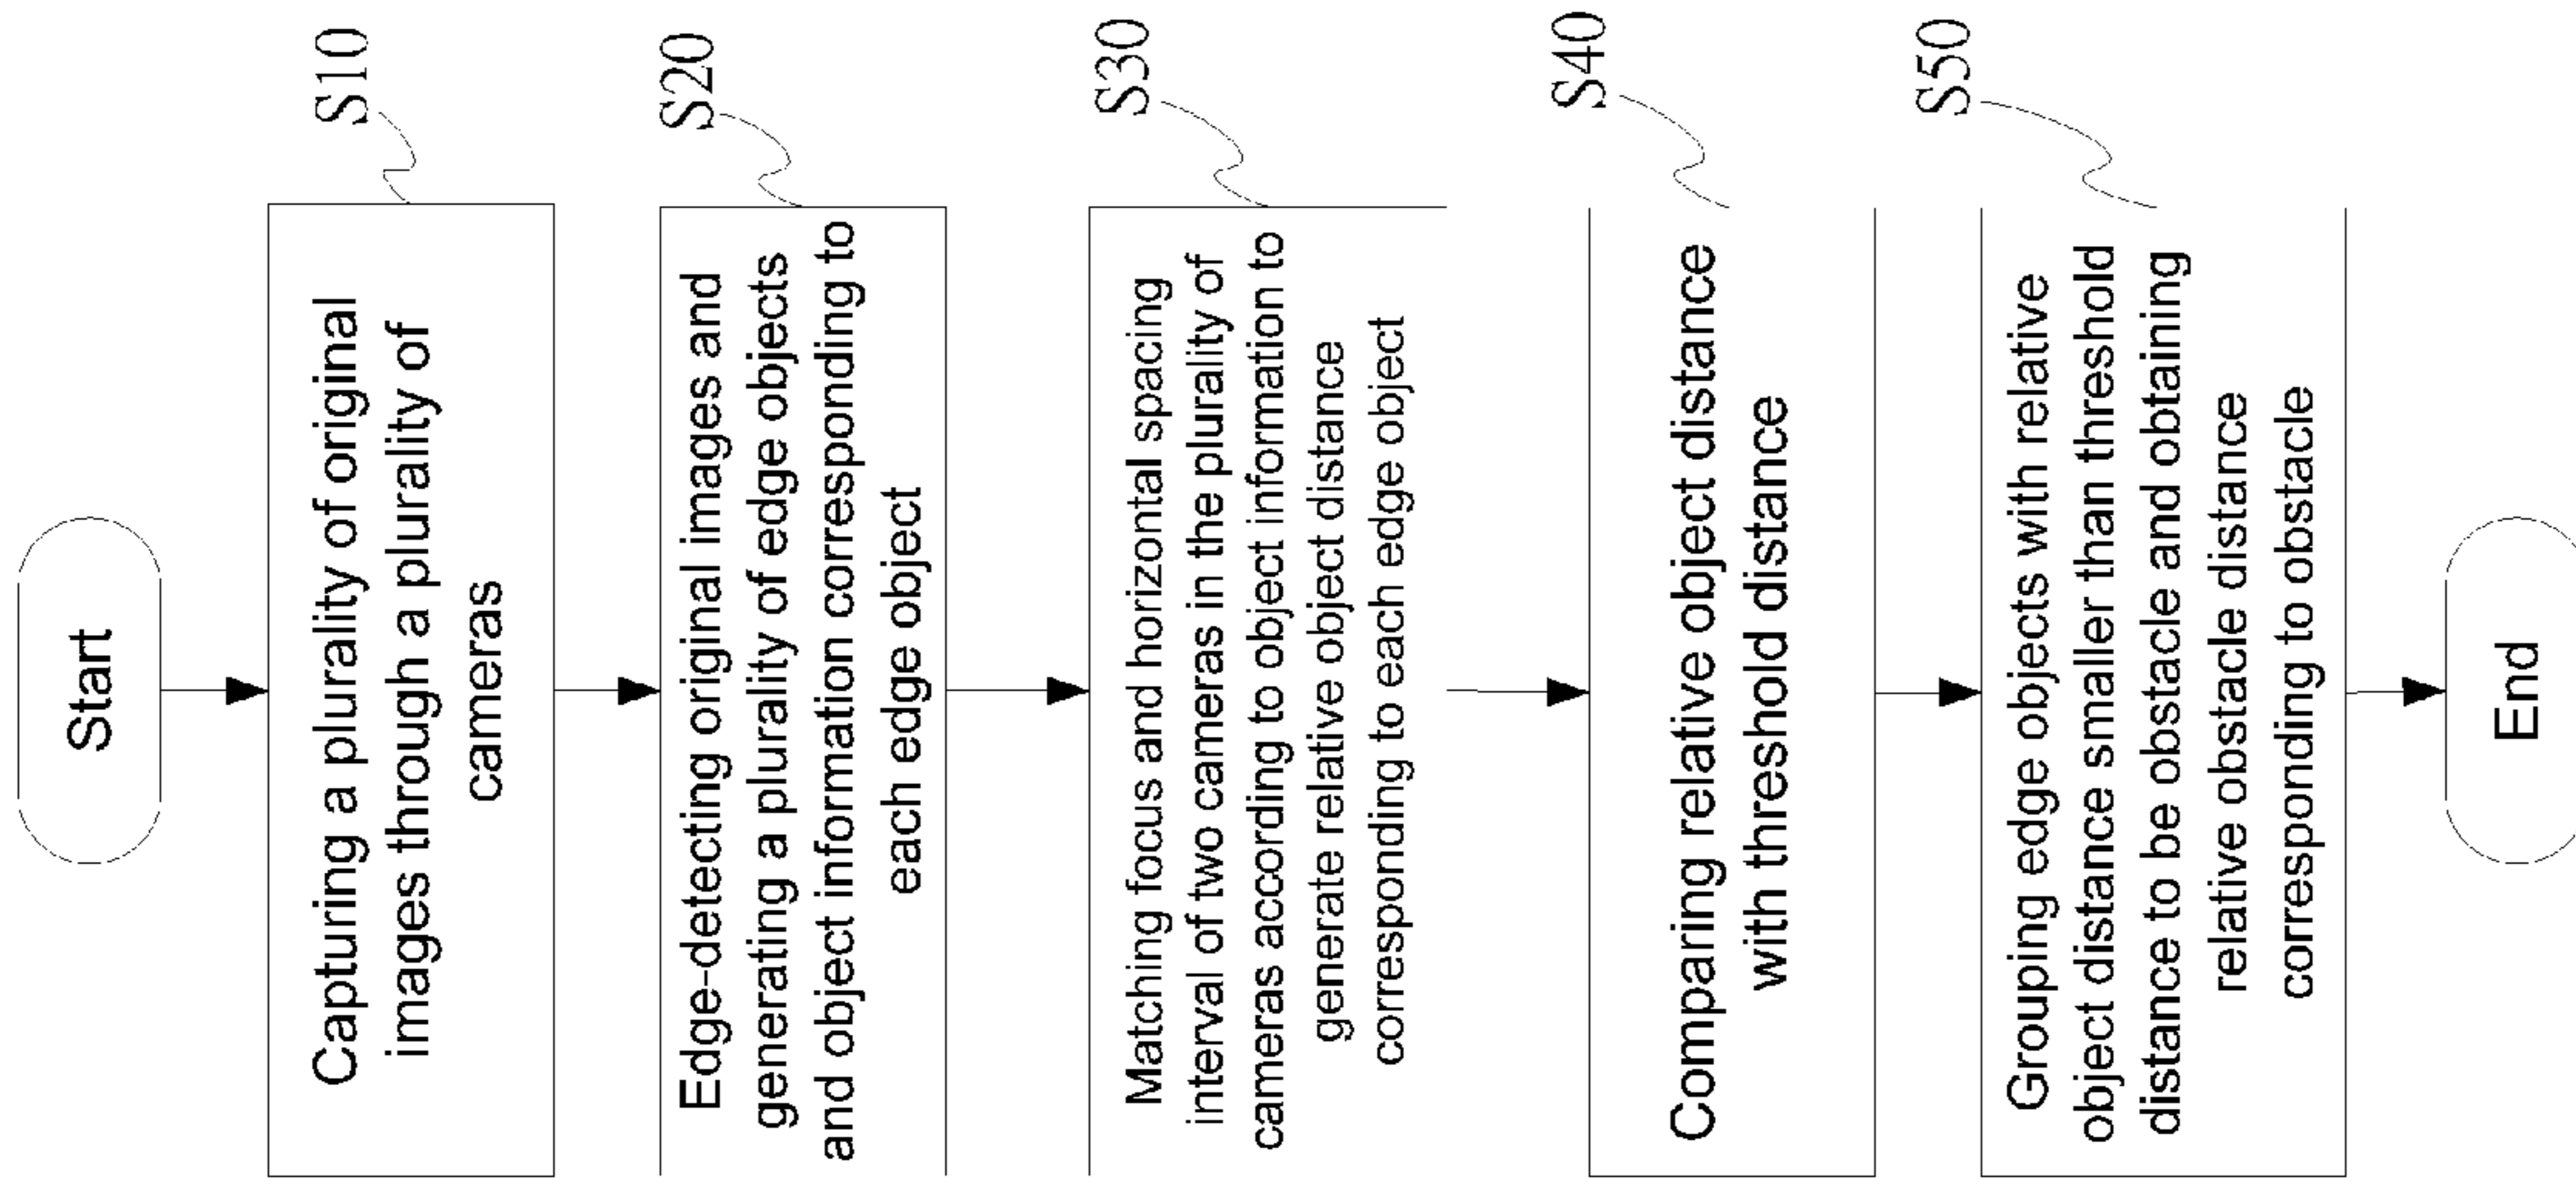 Start
Capturing a plurality of original
images through a plurality of
cameras
S10
Edge-detecting original images and
generating a plurality of edge objects
and object information corresponding to
each edge object
S20
Matching focus and horizontal spacing
interval of two cameras in the plurality of
cameras according to object information to
generate relative object distance
corresponding to each edge object
S30
Comparing relative object distance
with threshold distance
S40
Grouping edge objects with relative
object distance smaller than threshold
distance to be obstacle and obtaining
relative obstacle distance
corresponding to obstacle
S50
End